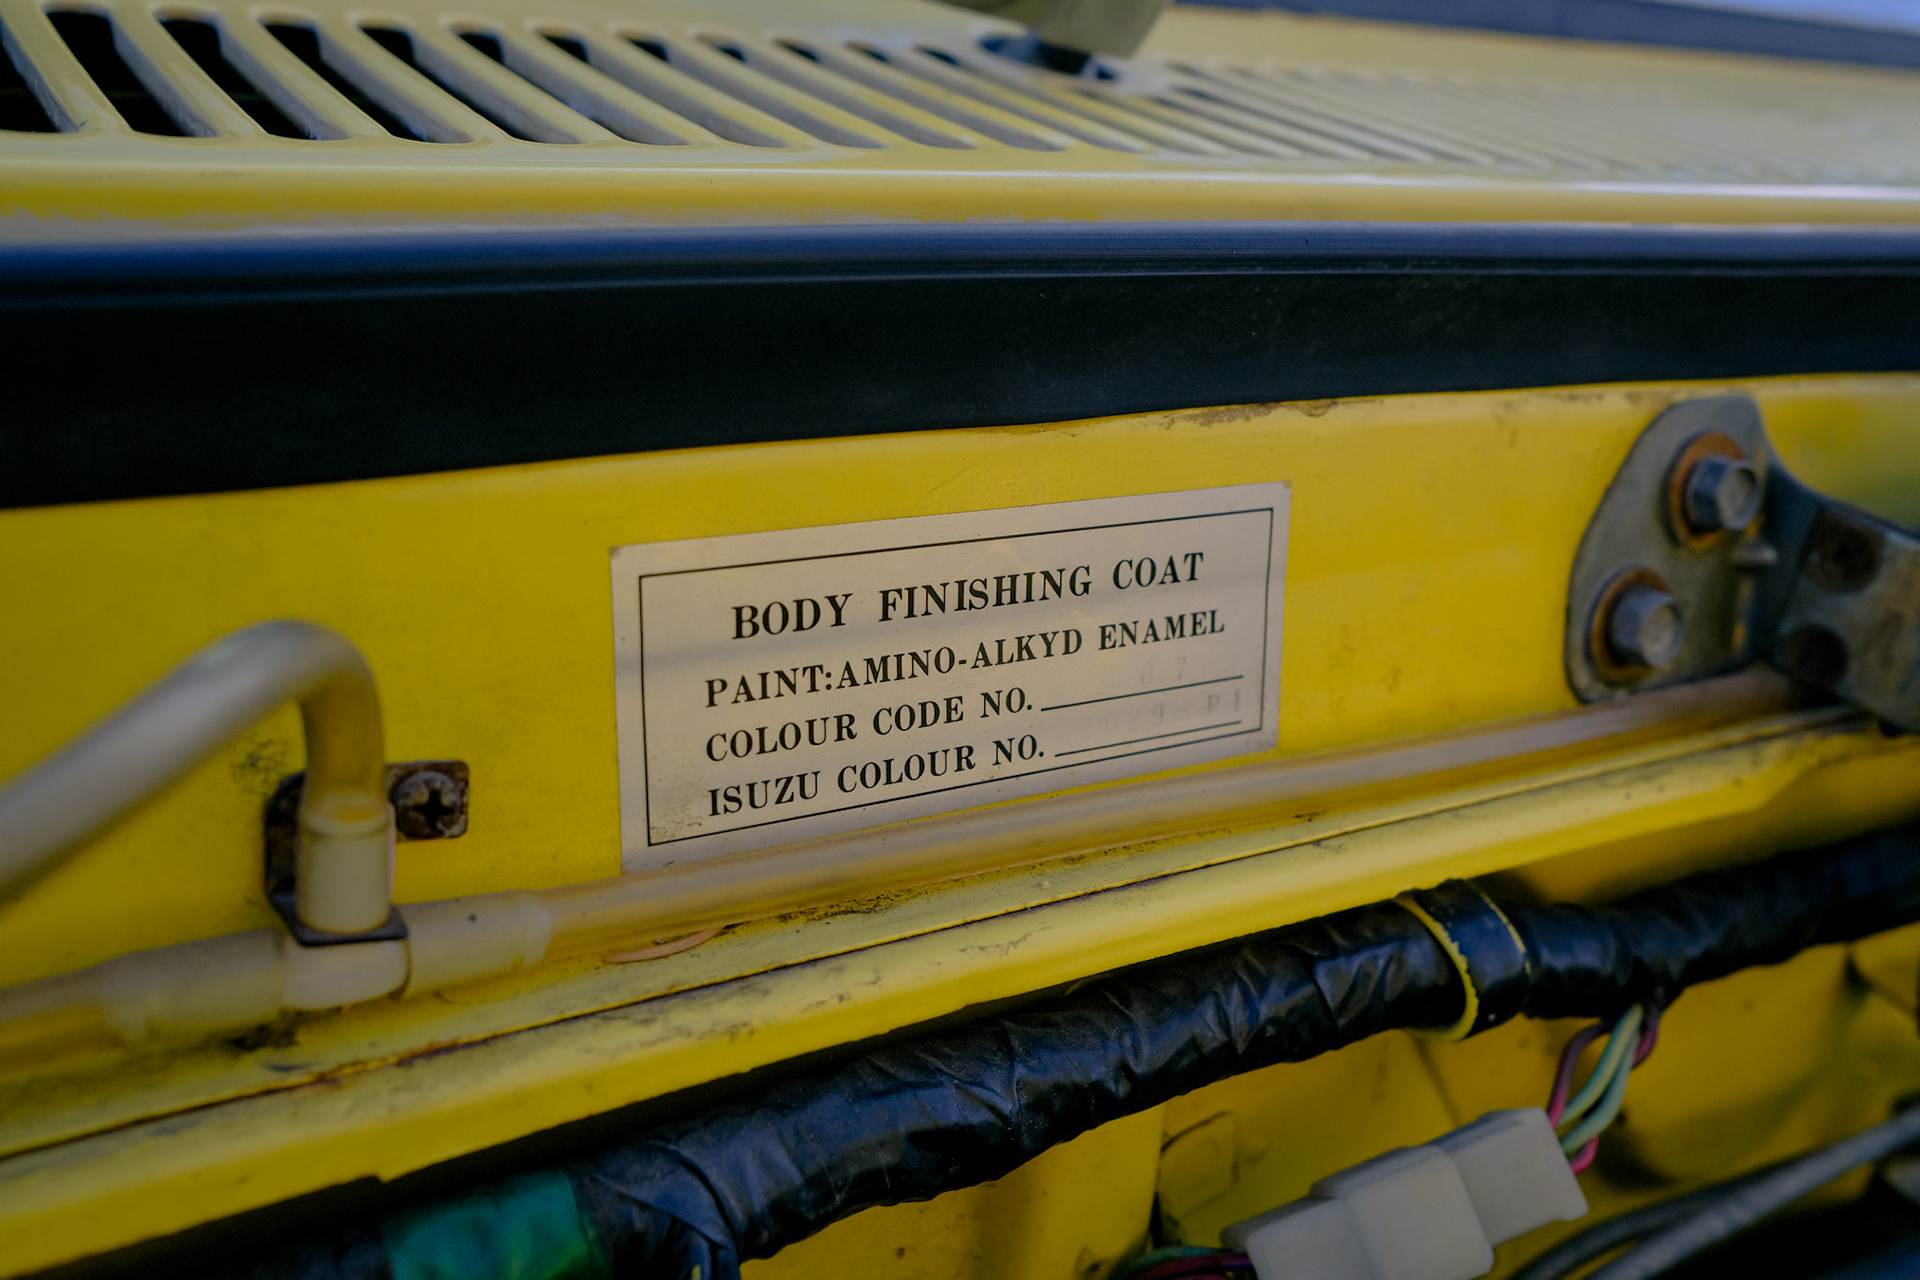 BODY FINISHING COAT
PAINT:AMINO-ALKYD ENAMEL
COLOUR CODE NO.
ISUZU COLOUR NO.